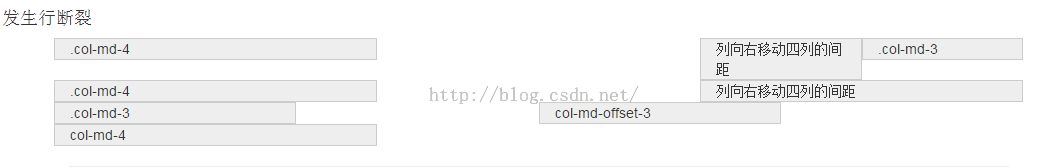 发生行断裂
.col-md-4
列向右移动四列的间
距
.col-md-3
.col-md-4
列向右移动四列的间距
http://blog.csdn.net/
.col-md-3
col-md-offset-3
col-md-4